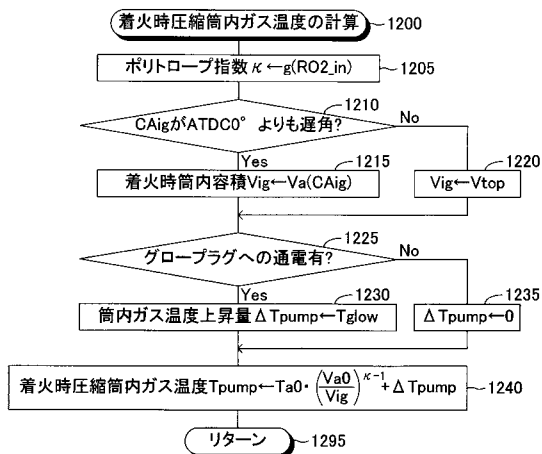 着火時圧縮筒内ガス温度の計算 1200
ポリトロープ指数κ←g(RO2_in) 1205
1210
CAigがATDC0°よりも遅角? No
Yes 1215 1220
着火時筒内容積Vig←Va(CAig) Vig←Vtop
1225
グロープラグへの通電有? No
Yes 1230 1235
筒内ガス温度上昇量ΔTpump←Tglow ΔTpump←0
着火時圧縮筒内ガス温度Tpump←Ta0・(Va0/Vig)^κ-1+ΔTpump 1240
リターン 1295